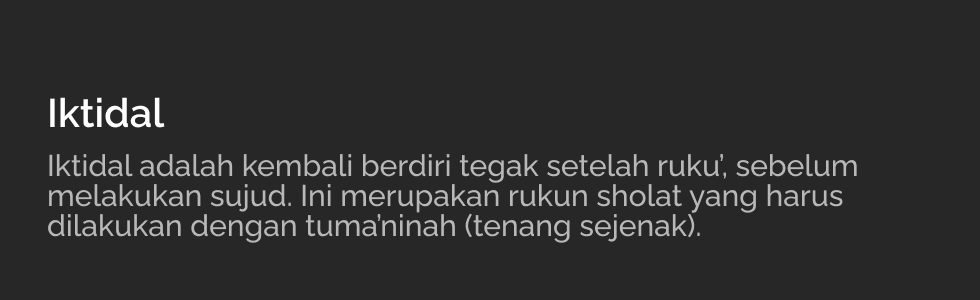 Iktidal
Iktidal adalah kembali berdiri tegak setelah ruku’, sebelum
melakukan sujud. Ini merupakan rukun sholat yang harus
dilakukan dengan tuma’ninah (tenang sejenak).